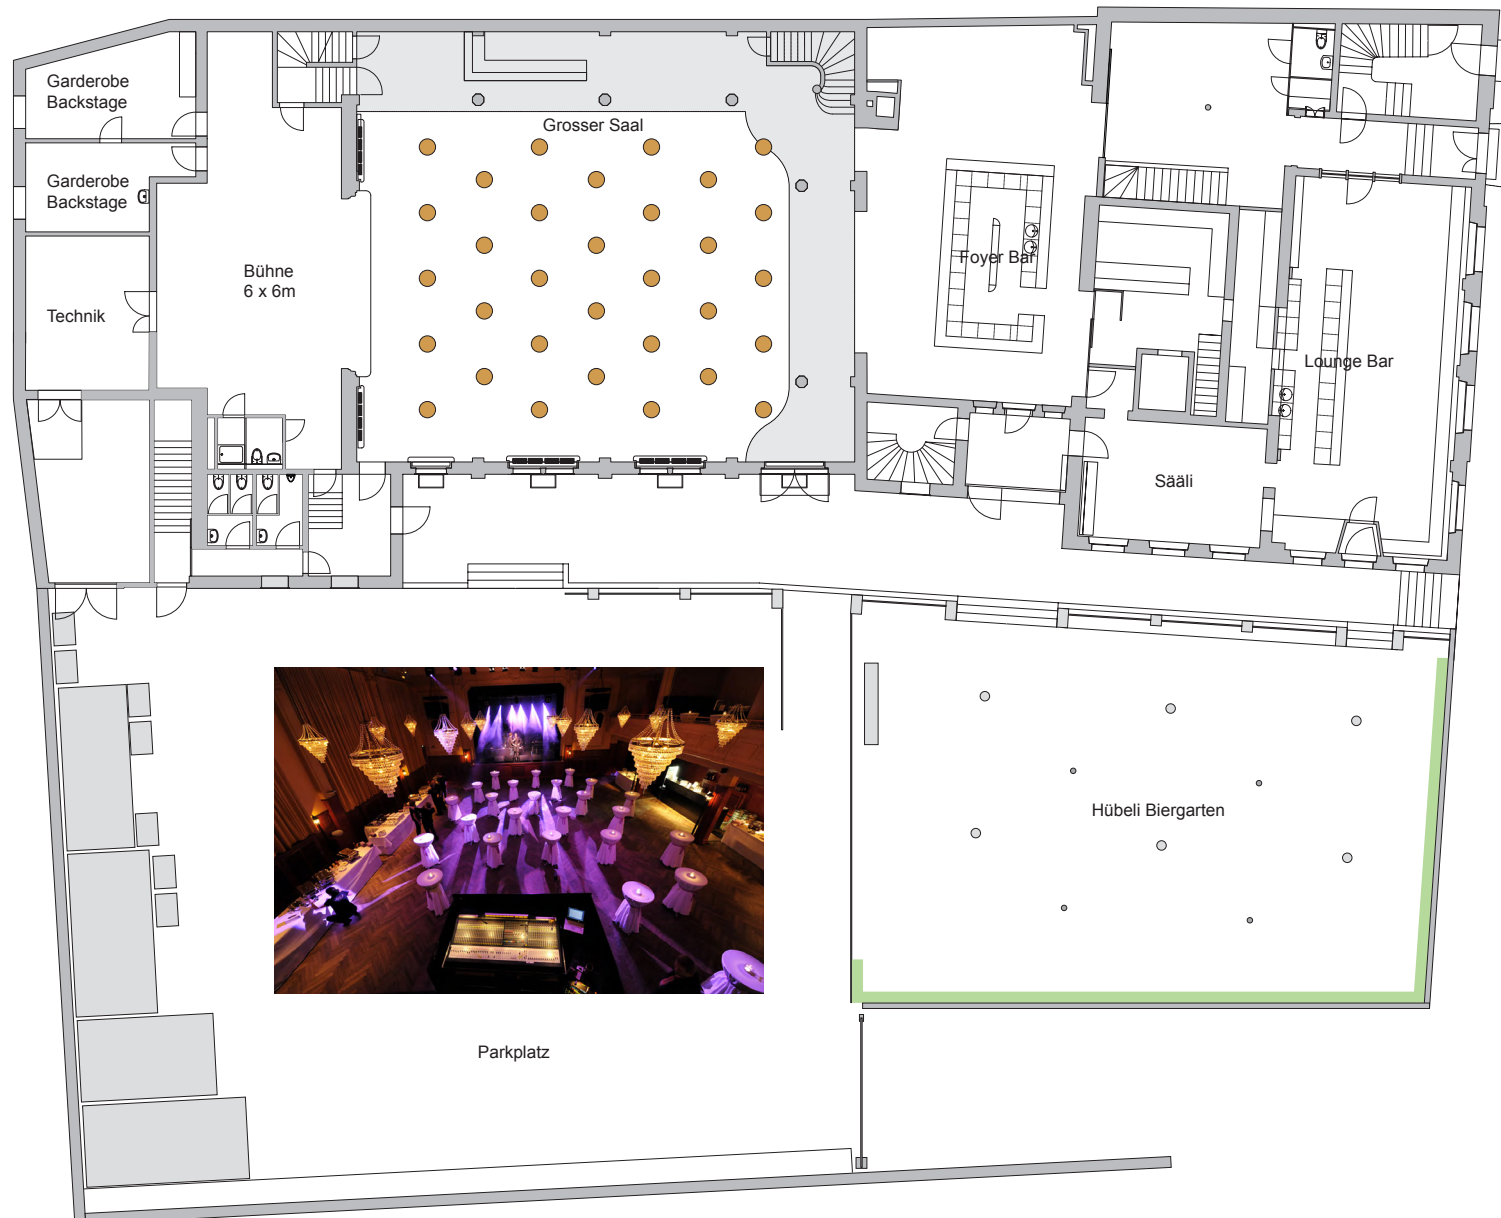 Garderobe
Backstage
Grosser Saal
Garderobe
Backstage
Bühne
6 x 6m
Foyer Bar
Technik
Lounge Bar
Sääli
Hübeli Biergarten
Parkplatz